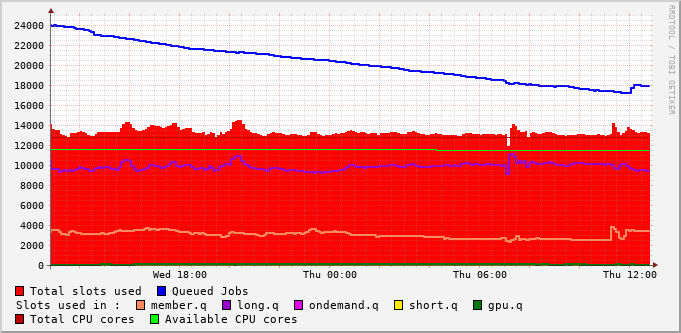 24000
22000
20000
18000
16000
14000
12000
10000
8000
6000
4000
2000
0
Wed 18:00 Thu 00:00 Thu 06:00 Thu 12:00
RRDTOOL / TOBI OETIKER
Total slots used Queued Jobs
Slots used in : member.q long.q ondemand.q short.q gpu.q
Total CPU cores Available CPU cores